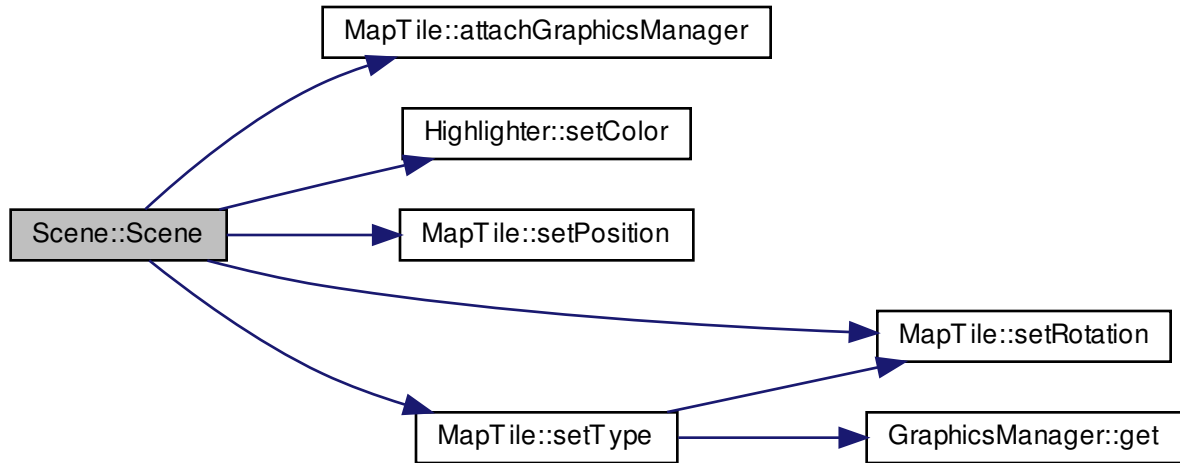 MapTile::attachGraphicsManager
Highlighter::setColor
Scene::Scene
MapTile::setPosition
MapTile::setRotation
MapTile::setType
GraphicsManager::get